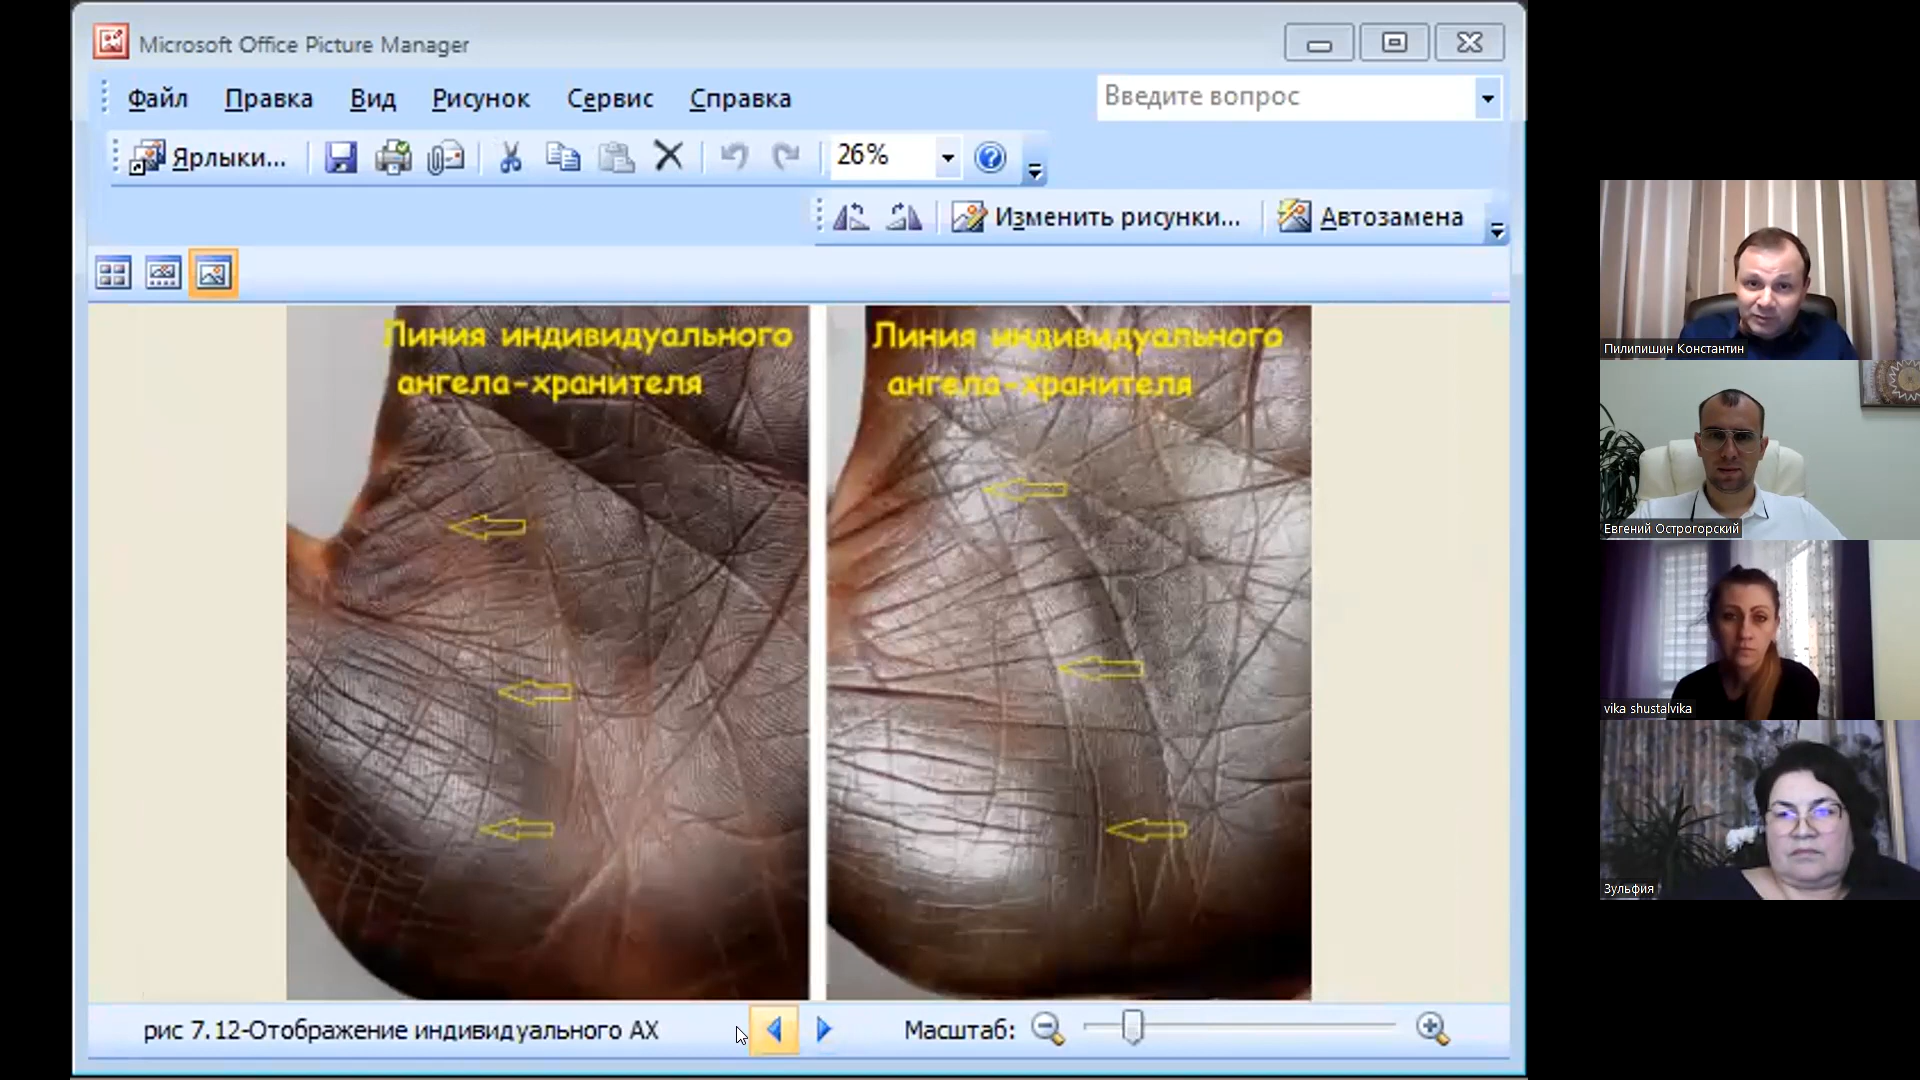 Microsoft Office Picture Manager
Файл Правка Вид Рисунок Сервис Справка
Введите вопрос
Ярлыки...
26%
Изменить рисунки...
Автозамена
Линия индивидуального
ангела-хранителя
Линия индивидуального
ангела-хранителя
рис 7.12-Отображение индивидуального АХ
Масштаб:
Пилипишин Константин
Евгений Острогорский
vika shustalvika
Зульфия